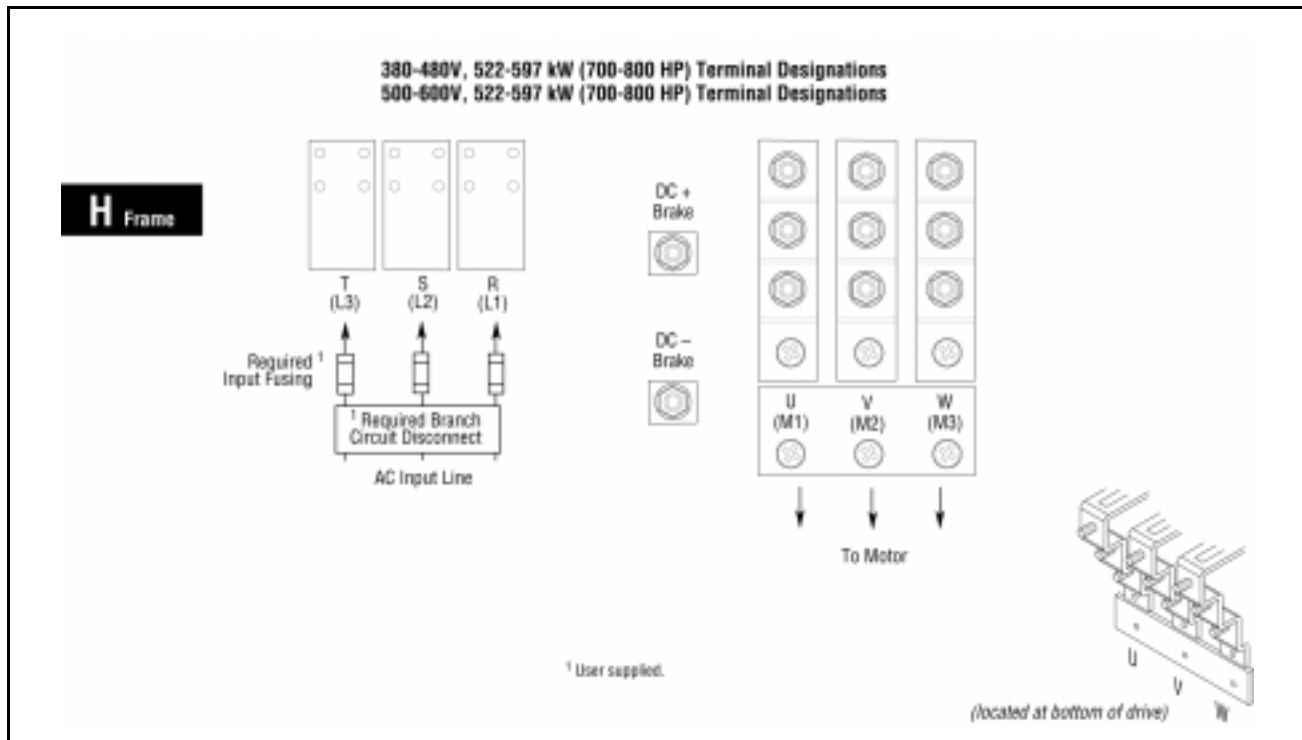 380-480V, 522-597 kW (700-800 HP) Terminal Designations
500-600V, 522-597 kW (700-800 HP) Terminal Designations
H Frame
DC +
Brake
T
(L3)
S
(L2)
R
(L1)
Required 1
Input Fusing
DC –
Brake
1 Required Branch
Circuit Disconnect
AC Input Line
U
(M1)
V
(M2)
W
(M3)
To Motor
U
V
W
1 User supplied.
(located at bottom of drive)